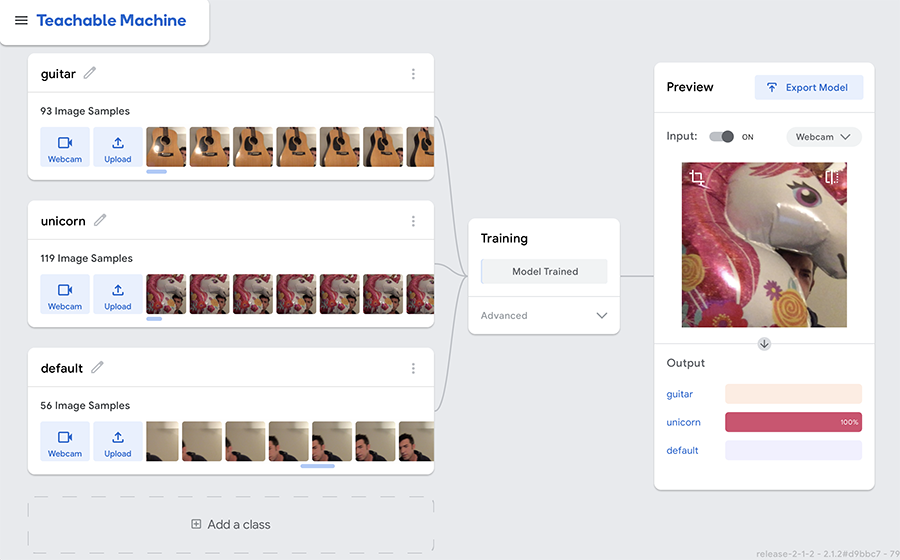 Teachable Machine
guitar
93 Image Samples
Webcam
Upload
unicorn
119 Image Samples
Webcam
Upload
default
56 Image Samples
Webcam
Upload
Add a class
Training
Model Trained
Advanced
Preview
Export Model
Input:
ON
Webcam
Output
guitar
unicorn
100%
default
release-2-1-2 - 2.1.2#d9bbc7 - 79